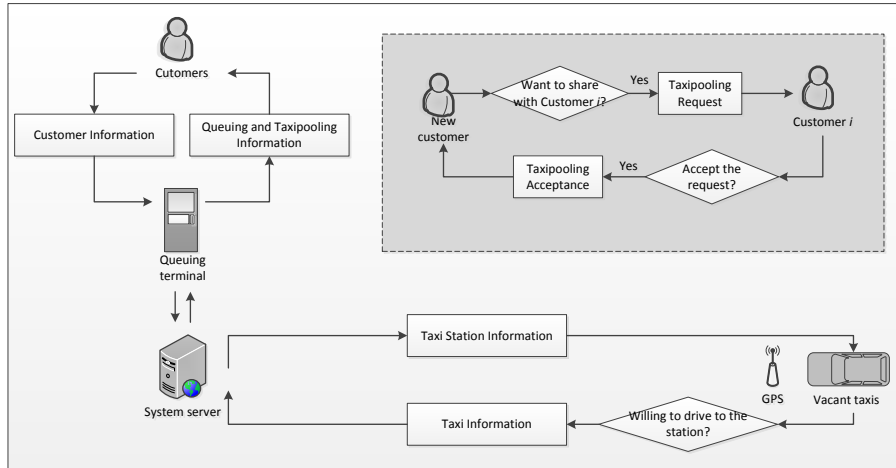 Cutomers
Customer Information
Queuing and Taxipooling
Information
Queuing
terminal
System server
Want to share
with Customer i?
Yes
Taxipooling
Request
New
customer
Customer i
Taxipooling
Acceptance
Yes
Accept the
request?
Taxi Station Information
GPS
Vacant taxis
Taxi Information
Willing to drive to the
station?